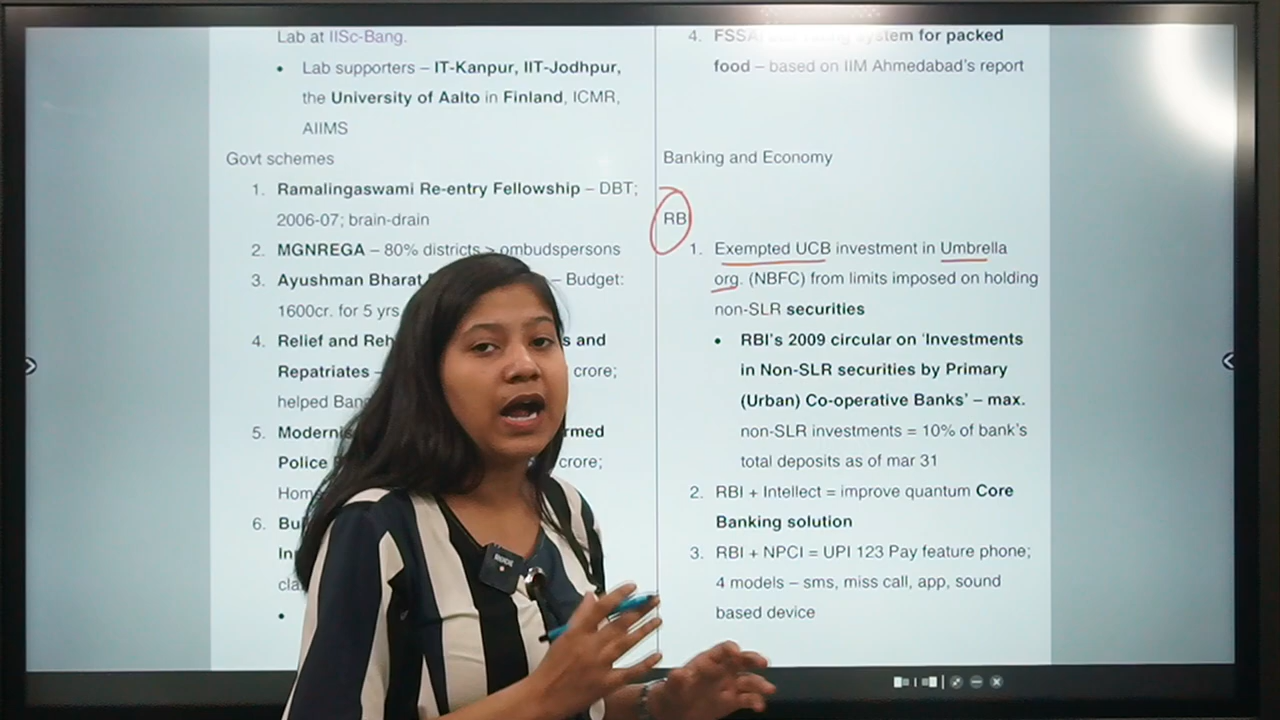 Lab at IISc-Bang.
• Lab supporters – IT-Kanpur, IIT-Jodhpur,
the University of Aalto in Finland, ICMR,
AIIMS
Govt schemes
1. Ramalingaswami Re-entry Fellowship – DBT;
2006-07; brain-drain
2. MGNREGA – 80% districts > ombudspersons
3. Ayushman Bharat – Budget:
1600cr. for 5 yrs
4. Relief and and
Repatriates – crore;
helped
5.
Police crore;
6.
4. system for packed
food – based on IIM Ahmedabad's report
Banking and Economy
RB
1. Exempted UCB investment in Umbrella
org. (NBFC) from limits imposed on holding
non-SLR securities
• RBI's 2009 circular on 'Investments
in Non-SLR securities by Primary
(Urban) Co-operative Banks' – max.
non-SLR investments = 10% of bank's
total deposits as of mar 31
2. RBI + Intellect = improve quantum Core
Banking solution
3. RBI + NPCI = UPI 123 Pay feature phone;
4 models – sms, miss call, app, sound
based device
RØDE